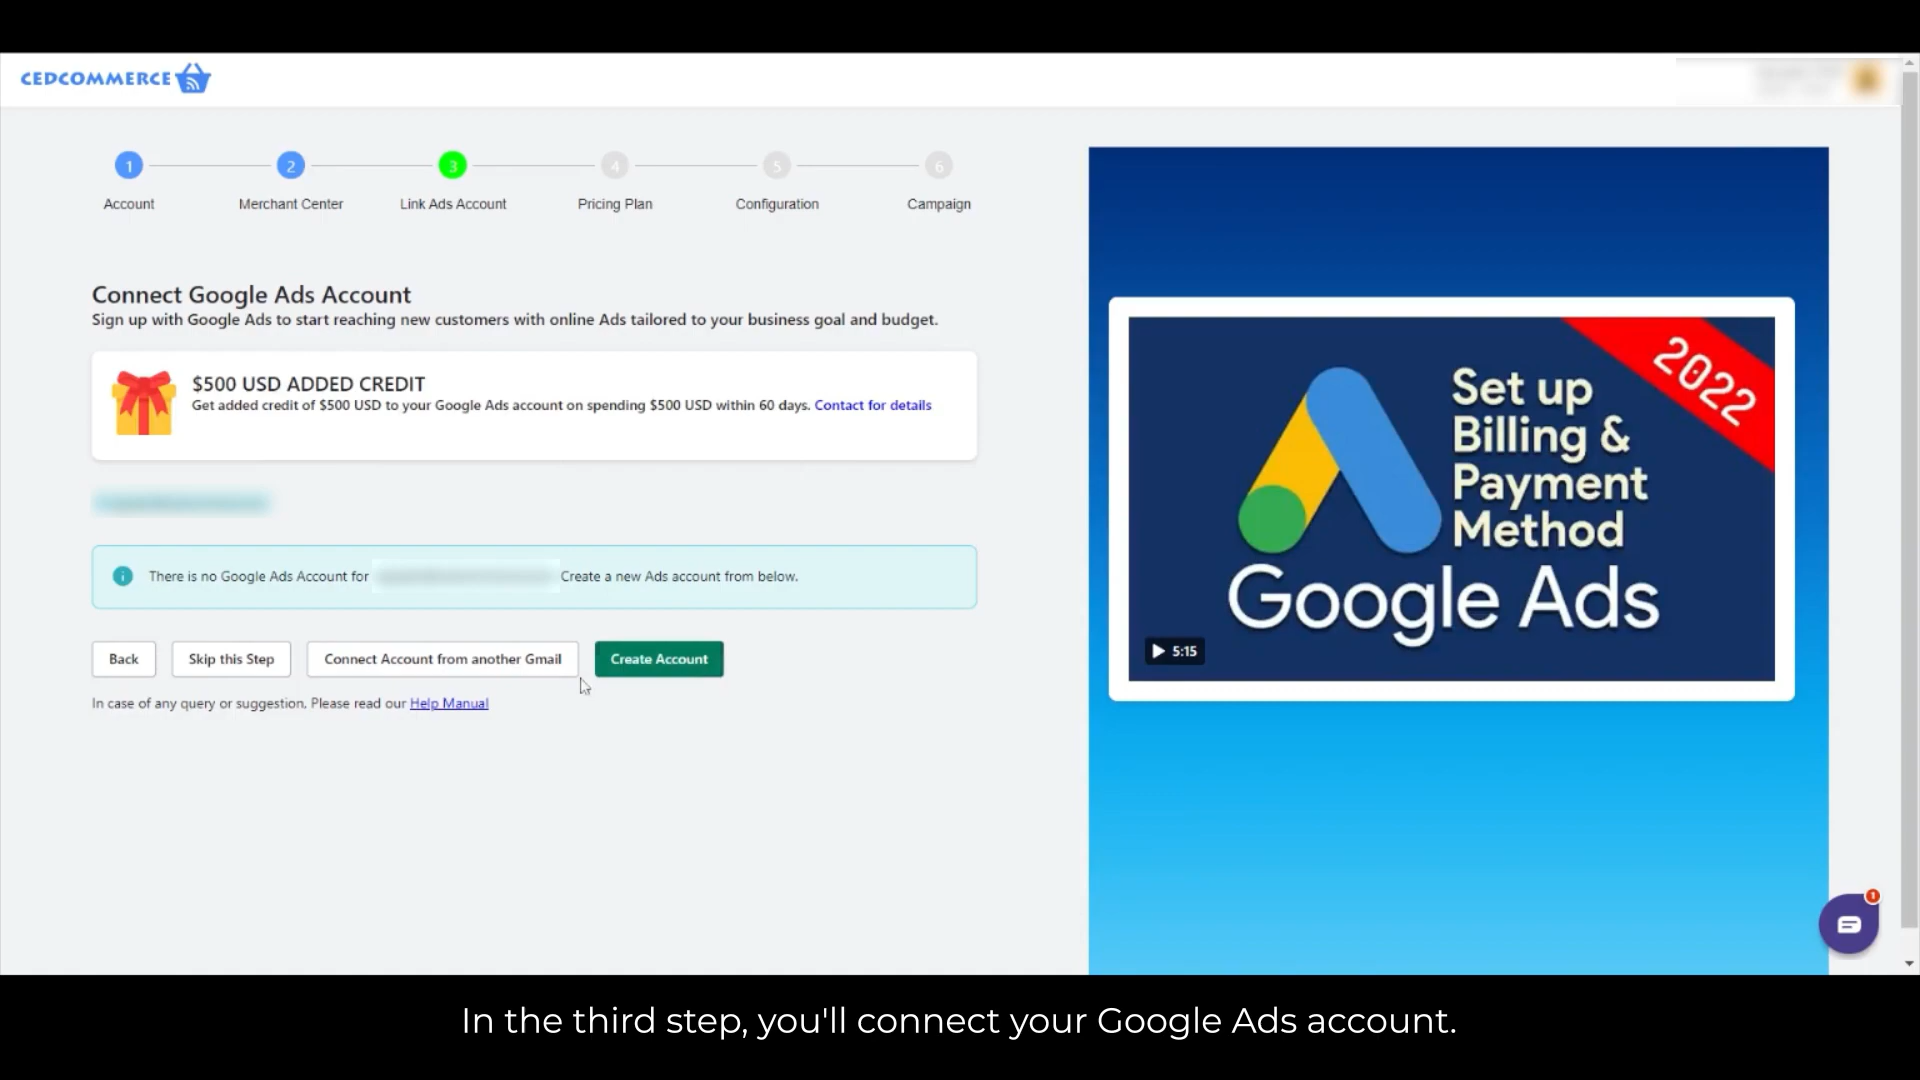 CEDCOMMERCE
1
2
3
4
5
6
Account
Merchant Center
Link Ads Account
Pricing Plan
Configuration
Campaign
Connect Google Ads Account
Sign up with Google Ads to start reaching new customers with online Ads tailored to your business goal and budget.
$500 USD ADDED CREDIT
Get added credit of $500 USD to your Google Ads account on spending $500 USD within 60 days. Contact for details
There is no Google Ads Account for
Create a new Ads account from below.
Back
Skip this Step
Connect Account from another Gmail
Create Account
In case of any query or suggestion. Please read our Help Manual
2022
Set up
Billing &
Payment
Method
Google Ads
5:15
1
In the third step, you'll connect your Google Ads account.